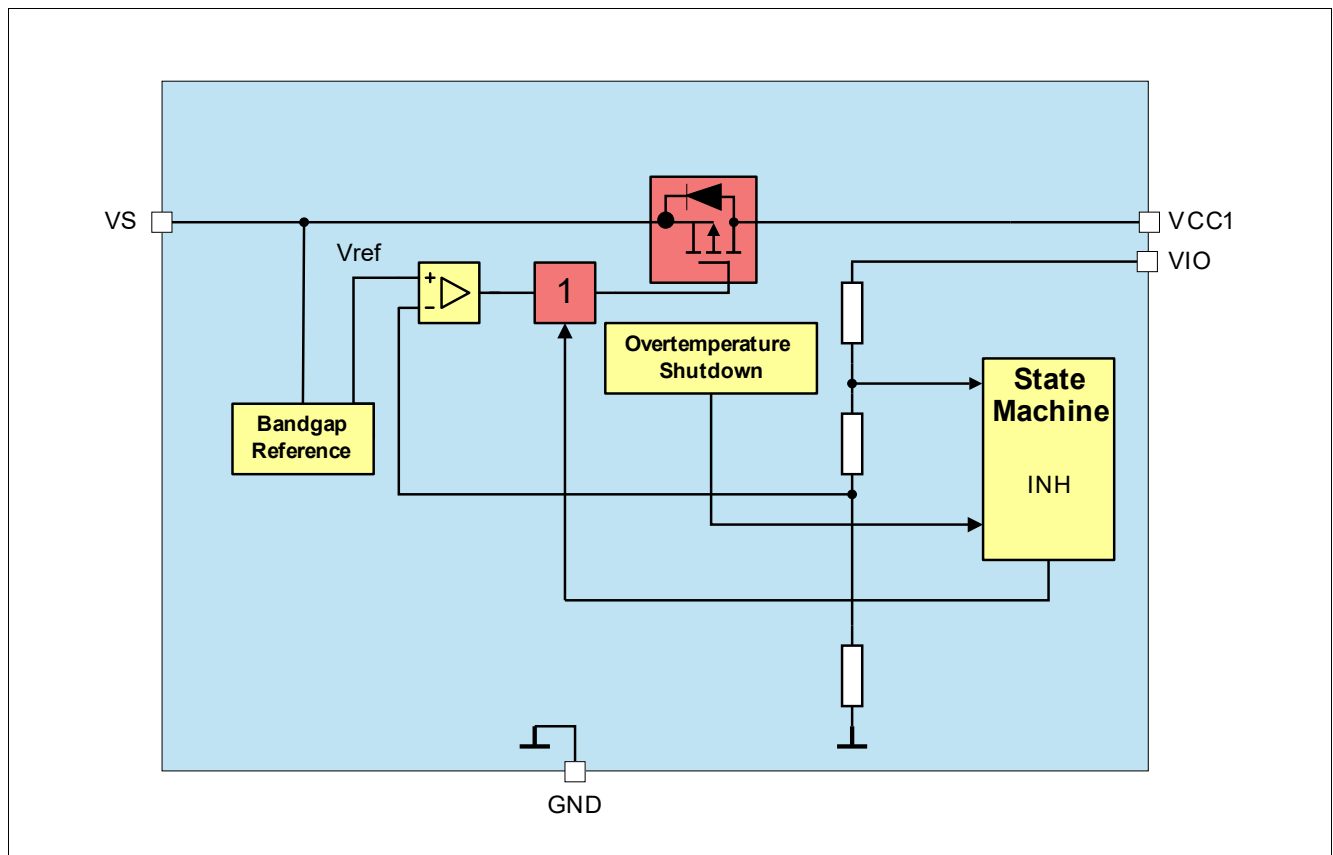 VS
VCC1
VIO
Vref
+
-
1
Overtemperature
Shutdown
State
Machine
INH
Bandgap
Reference
GND